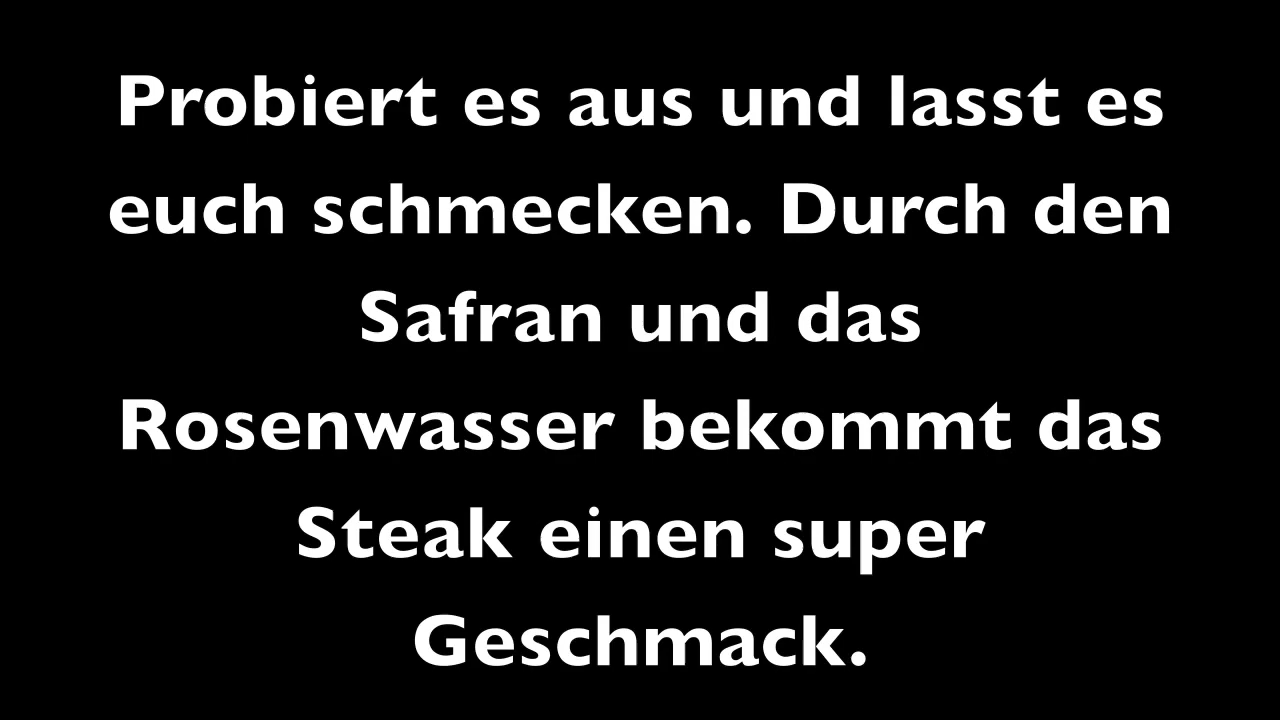 Probiert es aus und lasst es
euch schmecken. Durch den
Safran und das
Rosenwasser bekommt das
Steak einen super
Geschmack.